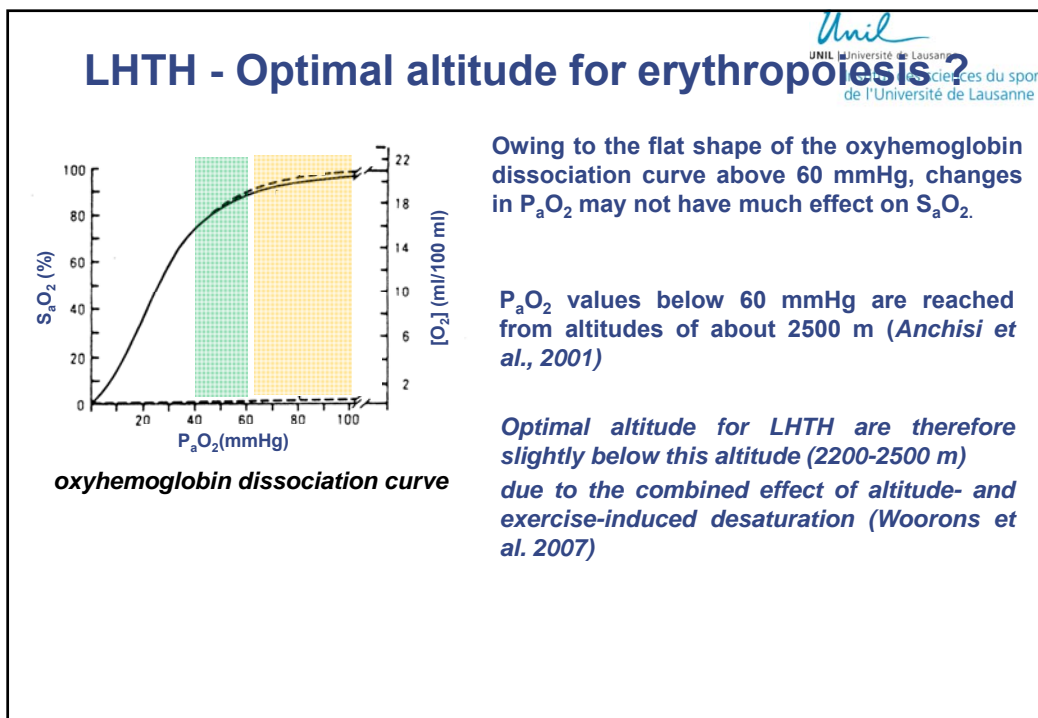 Unil
UNIL | Université de Lausanne
LHTH - Optimal altitude for erythropoïesis ?
des sciences du sport
de l'Université de Lausanne
Owing to the flat shape of the oxyhemoglobin
dissociation curve above 60 mmHg, changes
in PaO2 may not have much effect on SaO2.
PaO2 values below 60 mmHg are reached
from altitudes of about 2500 m (Anchisi et
al., 2001)
Optimal altitude for LHTH are therefore
slightly below this altitude (2200-2500 m)
due to the combined effect of altitude- and
exercise-induced desaturation (Woorons et
al. 2007)
SaO2 (%)
100
80
60
40
20
0
22
18
14
10
6
2
[O2] (ml/100 ml)
20 40 60 80 100
PaO2(mmHg)
oxyhemoglobin dissociation curve